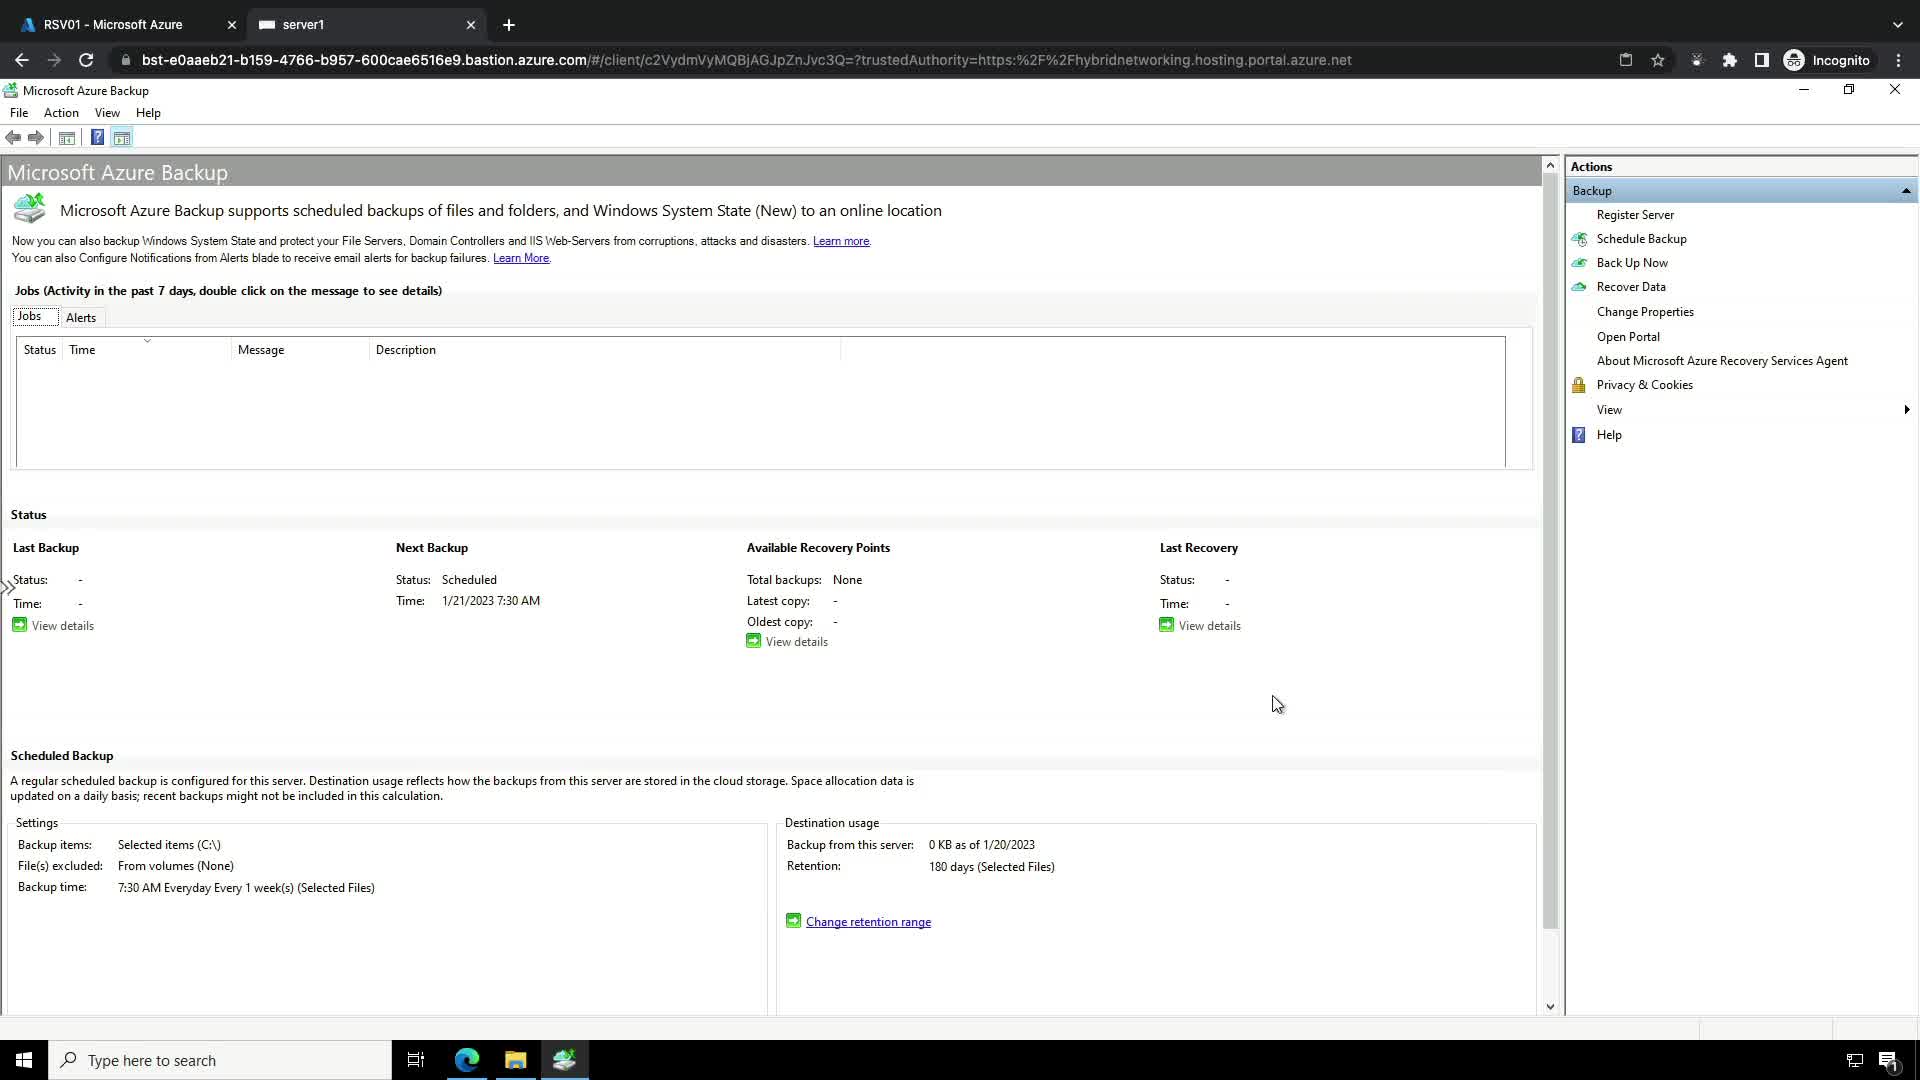 RSV01 - Microsoft Azure
server1
bst-e0aaeb21-b159-4766-b957-600cae6516e9.bastion.azure.com/#/client/c2VydmVyMQBjAGJpZnJvc3Q=?trustedAuthority=https:%2F%2Fhybridnetworking.hosting.portal.azure.net
Incognito
Microsoft Azure Backup
File Action View Help
Microsoft Azure Backup
Microsoft Azure Backup supports scheduled backups of files and folders, and Windows System State (New) to an online location
Now you can also backup Windows System State and protect your File Servers, Domain Controllers and IIS Web-Servers from corruptions, attacks and disasters. Learn more.
You can also Configure Notifications from Alerts blade to receive email alerts for backup failures. Learn More.
Jobs (Activity in the past 7 days, double click on the message to see details)
Jobs Alerts
Status Time Message Description
Status
Last Backup
Status: -
Time: -
View details
Next Backup
Status: Scheduled
Time: 1/21/2023 7:30 AM
Available Recovery Points
Total backups: None
Latest copy: -
Oldest copy: -
View details
Last Recovery
Status: -
Time: -
View details
Scheduled Backup
A regular scheduled backup is configured for this server. Destination usage reflects how the backups from this server are stored in the cloud storage. Space allocation data is
updated on a daily basis; recent backups might not be included in this calculation.
Settings
Backup items: Selected items (C:\)
File(s) excluded: From volumes (None)
Backup time: 7:30 AM Everyday Every 1 week(s) (Selected Files)
Destination usage
Backup from this server: 0 KB as of 1/20/2023
Retention: 180 days (Selected Files)
Change retention range
Actions
Backup
Register Server
Schedule Backup
Back Up Now
Recover Data
Change Properties
Open Portal
About Microsoft Azure Recovery Services Agent
Privacy & Cookies
View
? Help
Type here to search
1